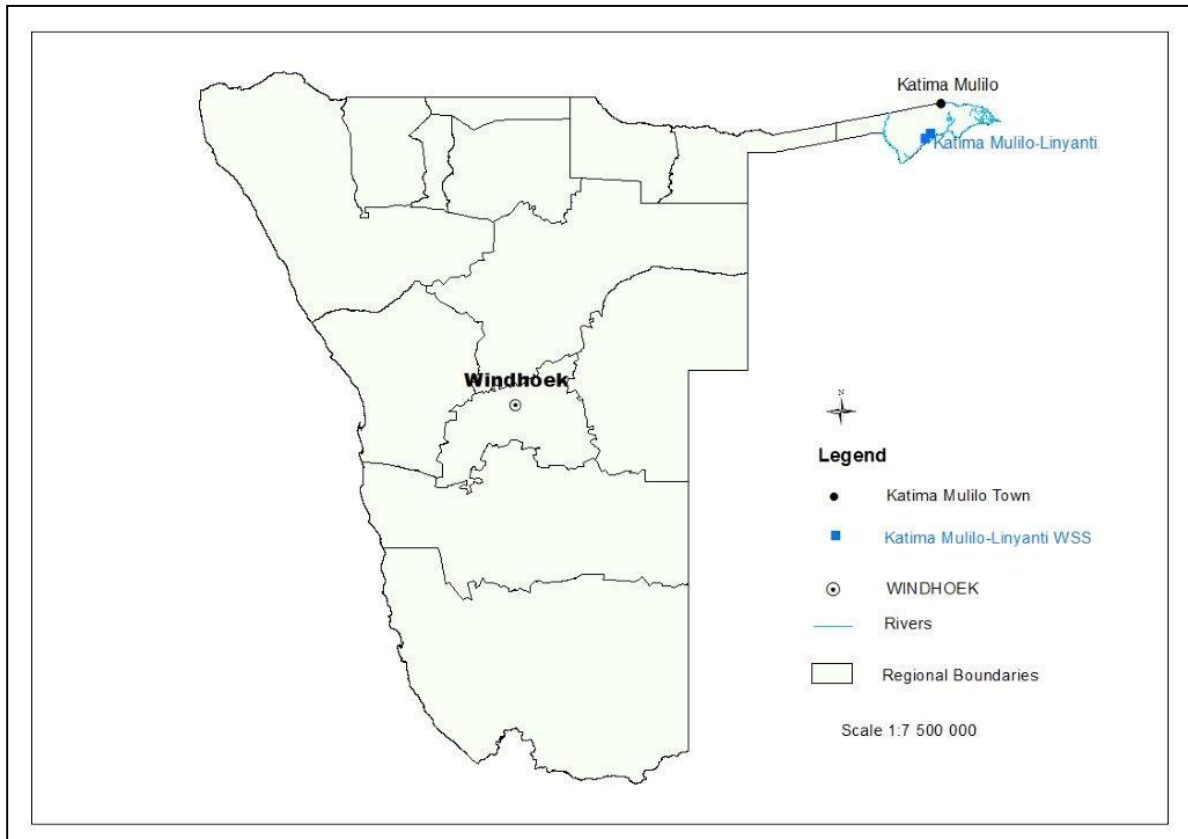 Katima Mulilo
Katima Mulilo-Linyanti
Windhoek
N
Legend
Katima Mulilo Town
Katima Mulilo-Linyanti WSS
WINDHOEK
Rivers
Regional Boundaries
Scale 1:7 500 000